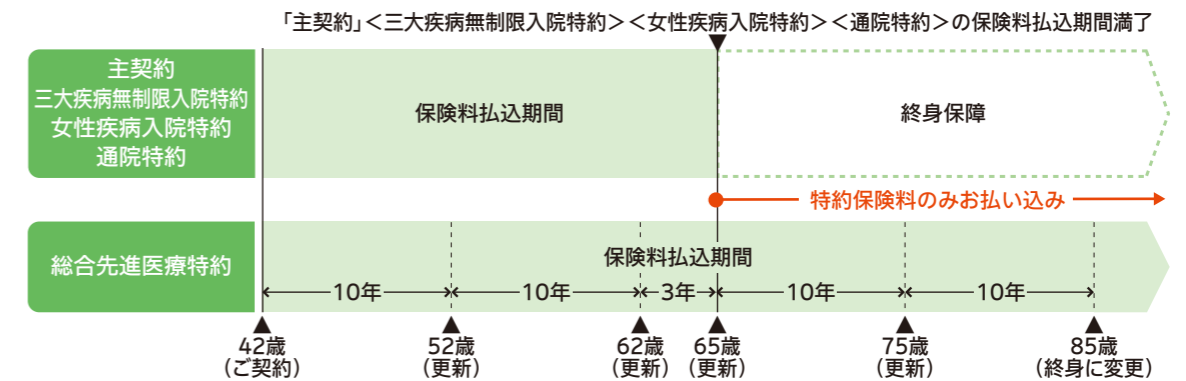 「主契約」＜三大疾病無制限入院特約＞＜女性疾病入院特約＞＜通院特約＞の保険料払込期間満了
主契約
三大疾病無制限入院特約
女性疾病入院特約
通院特約
保険料払込期間
終身保障
特約保険料のみお払い込み
総合先進医療特約
保険料払込期間
10年 10年 3年 10年 10年
42歳 52歳 62歳 65歳 75歳 85歳
（ご契約） （更新） （更新） （更新） （更新） （終身に変更）